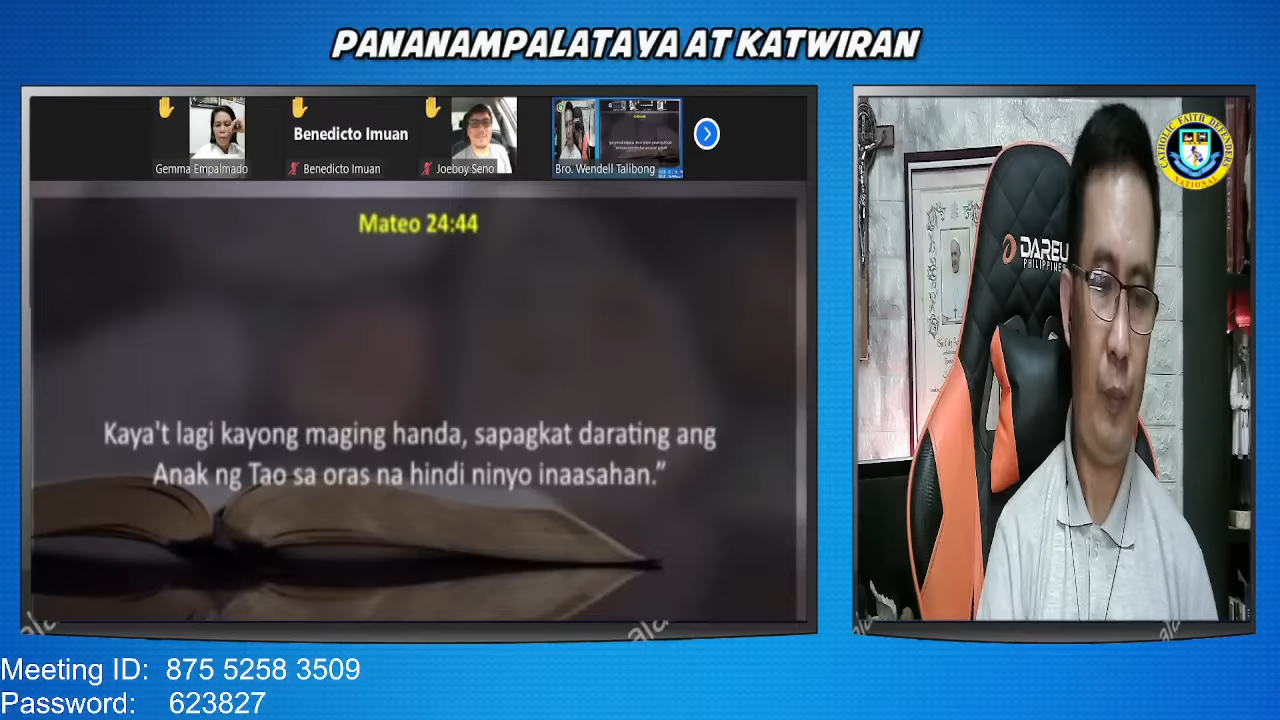 PANANAMPALATAYA AT KATWIRAN
Gemma Empalmado
Benedicto Imuan
Benedicto Imuan
Joeboy Seno
Bro. Wendell Talibong
Mateo 24:44
Kaya't lagi kayong maging handa, sapagkat darating ang
Anak ng Tao sa oras na hindi ninyo inaasahan.”
DAREU
PHILIPPINES
CATHOLIC FAITH DEFENDERS
NATIONAL
Meeting ID: 875 5258 3509
Password: 623827